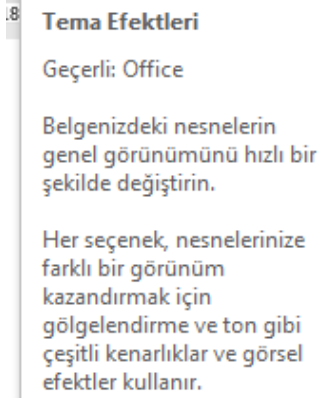 18
Tema Efektleri
Geçerli: Office
Belgenizdeki nesnelerin
genel görünümünü hızlı bir
şekilde değiştirin.
Her seçenek, nesnelerinize
farklı bir görünüm
kazandırmak için
gölgelendirme ve ton gibi
çeşitli kenarlıklar ve görsel
efektler kullanır.